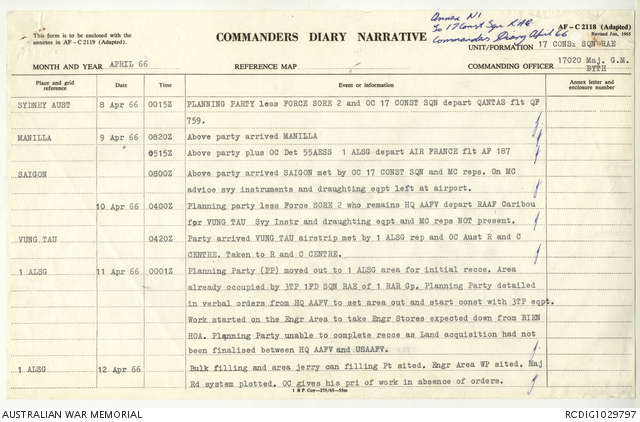 This form is to be enclosed with the
annexes in AF – C 2119 (Adapted).
COMMANDERS DIARY NARRATIVE
Annex N1
To 17 Const Sqn RAE
Commanders Diary April 66
AF – C 2118 (Adapted)
Revised Jan, 1965
UNIT/FORMATION 17 CONST SQN RAE
MONTH AND YEAR APRIL 66
REFERENCE MAP
COMMANDING OFFICER 17020 Maj. G.M.
BYTH
Place and grid reference Date Time Event or information Annex letter and enclosure number
SYDNEY AUST 8 Apr 66 0015Z PLANNING PARTY less FORCE SORE 2 and OC 17 CONST SQN depart QANTAS flt QF
759.
MANILLA 9 Apr 66 0820Z Above party arrived MANILLA
0515Z Above party plus OC Det 55AESS 1 ALSG depart AIR FRANCE flt AF 187
SAIGON 0800Z Above party arrived SAIGON met by OC 17 CONST SQN and MC reps. On MC
advice svy instruments and draughting eqpt left at airport.
10 Apr 66 0400Z Planning party less Force SORE 2 who remains HQ AAFV depart RAAF Caribou
for VUNG TAU Svy Instr and draughting eqpt and MC reps NOT present.
VUNG TAU 0420Z Party arrived VUNG TAU airstrip met by 1 ALSG rep and OC Aust R and C
CENTRE. Taken to R and C CENTRE.
1 ALSG 11 Apr 66 0001Z Planning Party (PP) moved out to 1 ALSG area for initial recce. Area
already occupied by 3TP 1FD SQN RAE of 1 RAR Gp. Planning Party detailed
in verbal orders from HQ AAFV to set area out and start const with 3TP eqpt.
Work started on the Engr Area to take Engr Stores expected down from BIEN
HOA. Planning Party unable to complete recce as Land acquisition had not
been finalised between HQ AAFV and USAAFV.
1 ALSG 12 Apr 66 Bulk filling and area jerry can filling Pt sited. Engr Area WP sited. Maj
Rd system plotted. OC gives his pri of work in absence of orders.
AUSTRALIAN WAR MEMORIAL
RCDIG1029797